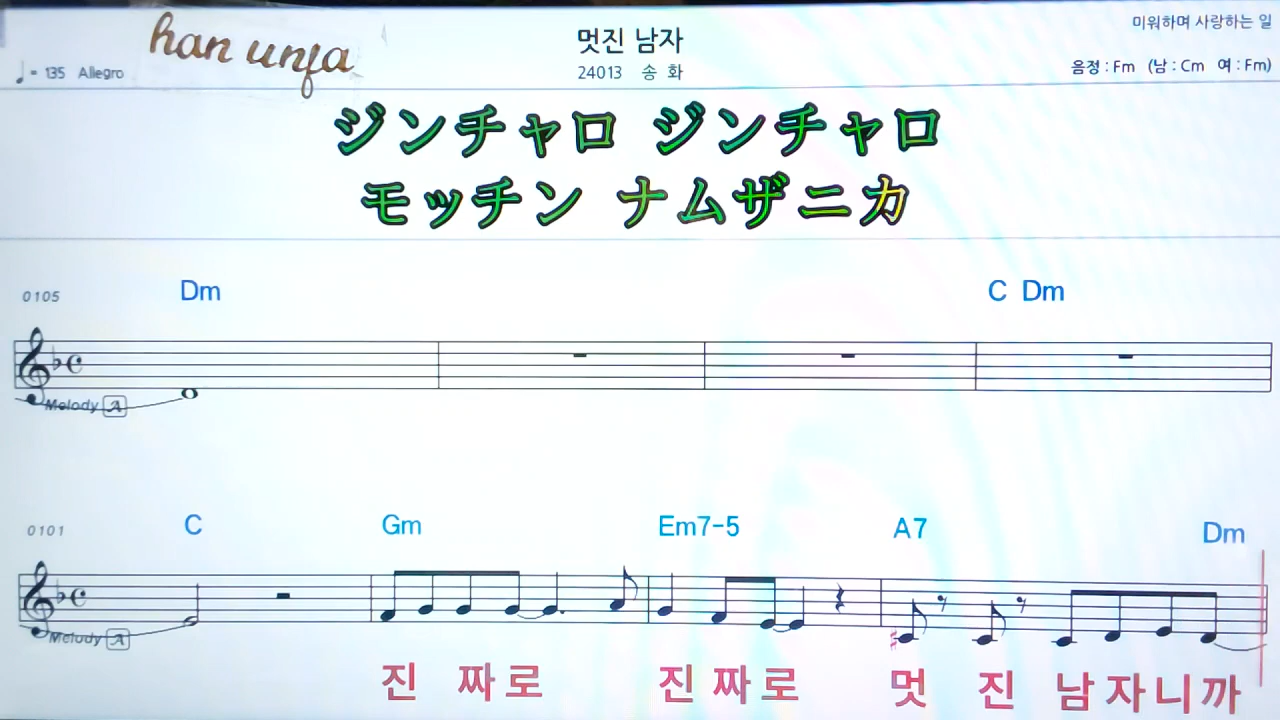 han unja
♩= 135 Allegro
멋진 남자
24013 송 화
미워하며 사랑하는 일
음정 : Fm (남 : Cm 여 : Fm)
ジンチャロ ジンチャロ
モッチン ナムザニカ
0105 Dm C Dm
Melody A
0101 C Gm Em7-5 A7 Dm
Melody A
진 짜로 진 짜로 멋 진 남자니까